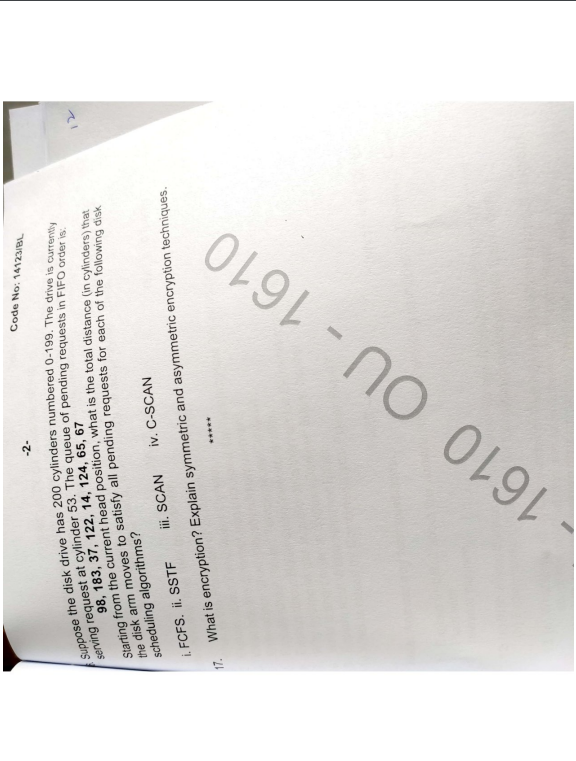 Code No: 14123/BL
-2-
Suppose the disk drive has 200 cylinders numbered 0-199. The drive is currently
serving request at cylinder 53. The queue of pending requests in FIFO order is:
98, 183, 37, 122, 14, 124, 65, 67
Starting from the current head position, what is the total distance (in cylinders) that
the disk arm moves to satisfy all pending requests for each of the following disk
scheduling algorithms?
i. FCFS. ii. SSTF iii. SCAN iv. C-SCAN
17. What is encryption? Explain symmetric and asymmetric encryption techniques.
*****
OU - 1610 OU - 1610
12